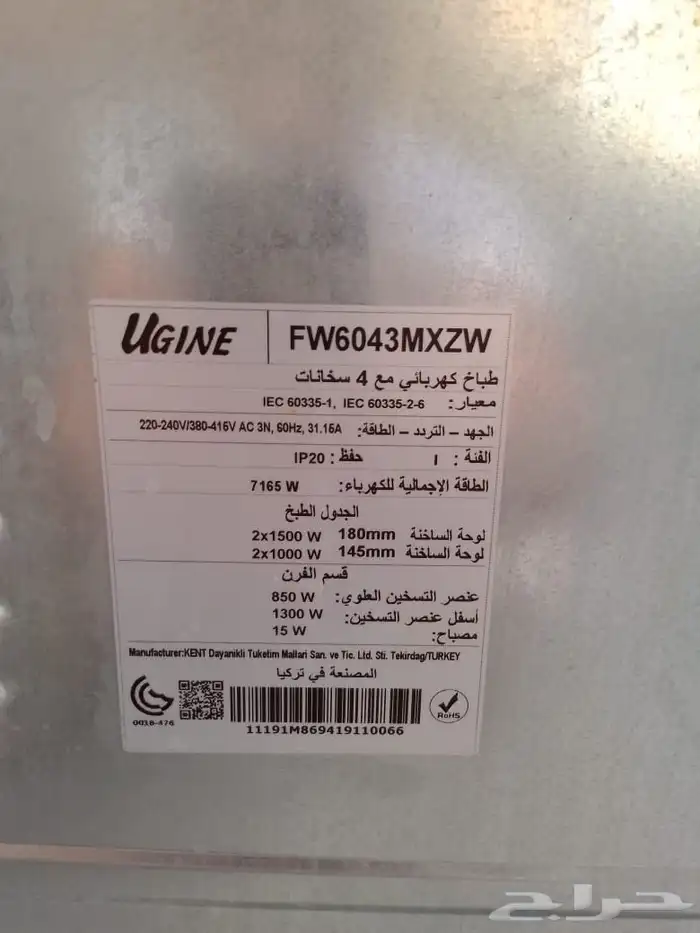 UGINE FW6043MXZW
طباخ كهربائي مع 4 سخانات
معيار: IEC 60335-1, IEC 60335-2-6
الجهد - التردد - الطاقة: 220-240V/380-415V AC 3N, 60Hz, 31.15A
الفئة : I حفظ : IP20
الطاقة الإجمالية للكهرباء: 7165 W
الجدول الطبخ
لوحة الساخنة 180mm 2x1500 W
لوحة الساخنة 145mm 2x1000 W
قسم الفرن
عنصر التسخين العلوي: 850 W
أسفل عنصر التسخين: 1300 W
مصباح: 15 W
Manufacturer:KENT Dayanikli Tuketim Mallari San. ve Tic. Ltd. Sti. Tekirdag/TURKEY
المصنعة في تركيا
0018-476
RoHS
11191M869419110066
حراج